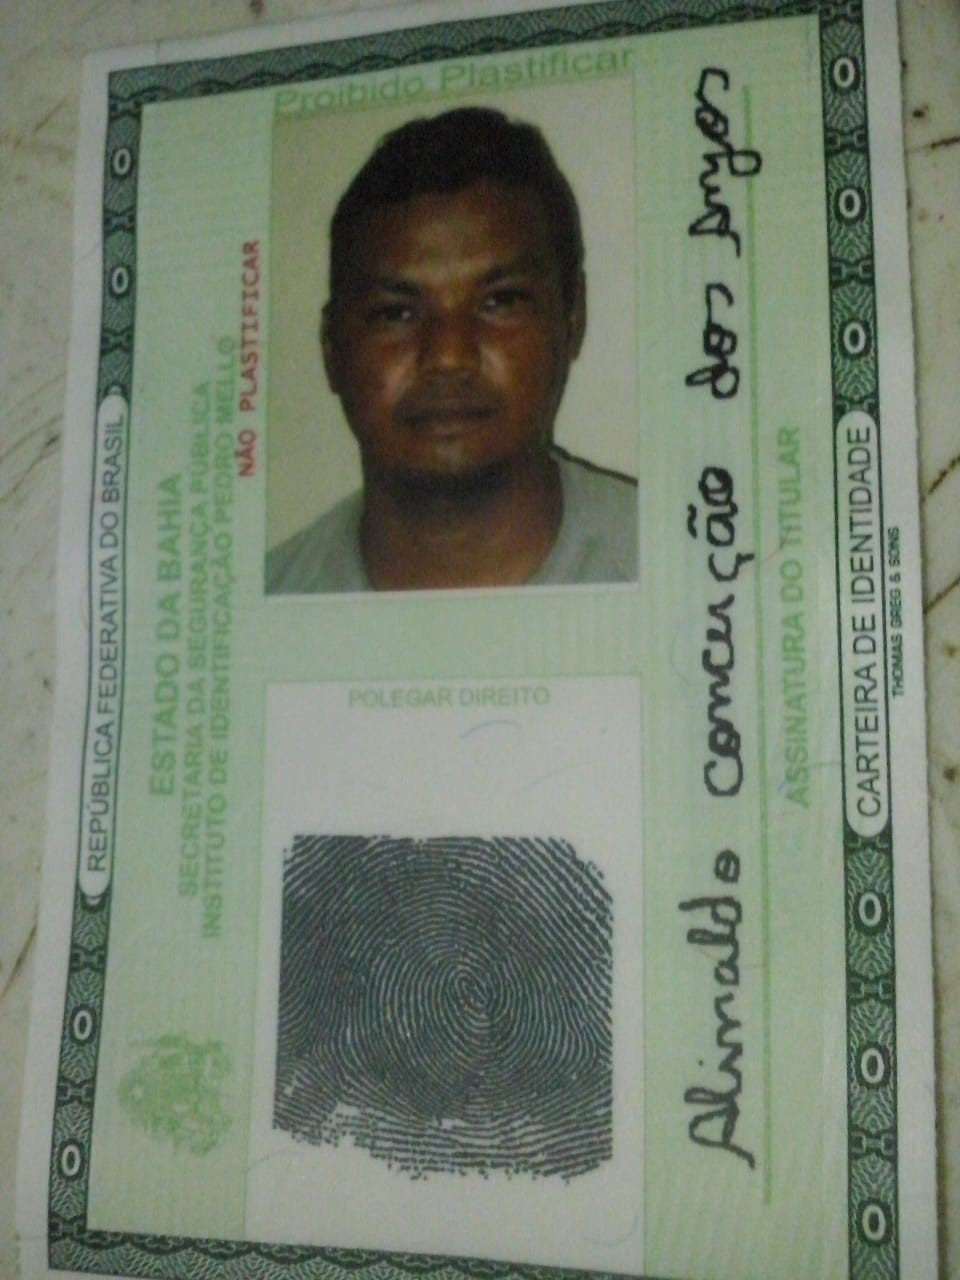 REPÚBLICA FEDERATIVA DO BRASIL
ESTADO DA BAHIA
SECRETARIA DA SEGURANÇA PÚBLICA
INSTITUTO DE IDENTIFICAÇÃO PEDRO MELLO
NÃO PLASTIFICAR
Proibido Plastificar
POLEGAR DIREITO
Alinaldo conceição dos Anjos
ASSINATURA DO TITULAR
CARTEIRA DE IDENTIDADE
THOMAS GREG & SONS